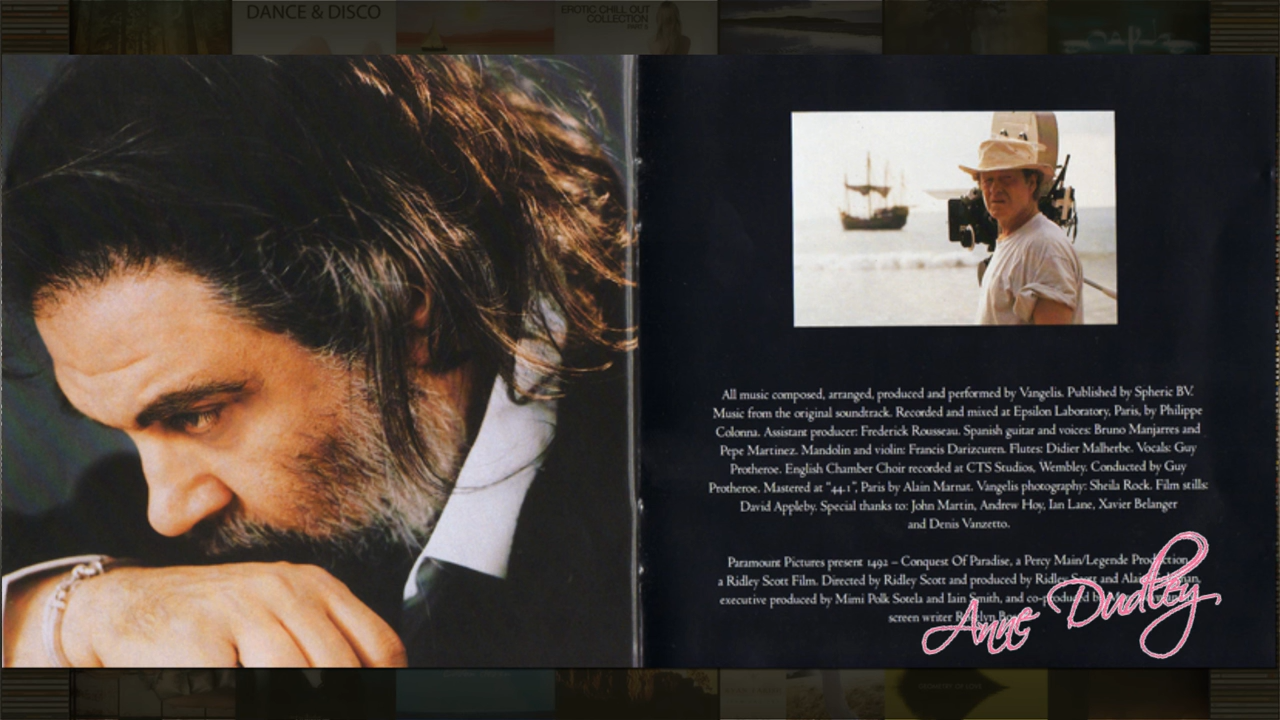 DANCE & DISCO
EROTIC CHILL OUT
COLLECTION
All music composed, arranged, produced and performed by Vangelis. Published by Spheric BV.
Music from the original soundtrack. Recorded and mixed at Epsilon Laboratory, Paris, by Philippe
Colonna. Assistant producer: Frederick Rousseau. Spanish guitar and voices: Bruno Manjarres and
Pepe Martinez. Mandolin and violin: Francis Darizcuren. Flutes: Didier Malherbe. Vocals: Guy
Protheroe. English Chamber Choir recorded at CTS Studios, Wembley. Conducted by Guy
Protheroe. Mastered at "44.1", Paris by Alain Marnat. Vangelis photography: Sheila Rock. Film stills:
David Appleby. Special thanks to: John Martin, Andrew Hoy, Ian Lane, Xavier Belanger
and Denis Vanzetto.
Paramount Pictures present 1492 – Conquest Of Paradise, a Percy Main/Legende Production,
a Ridley Scott Film. Directed by Ridley Scott and produced by Ridley Scott and
executive produced by Mimi Polk Sotela and Iain Smith, and co-produced by
screen writer
Anne Dudley